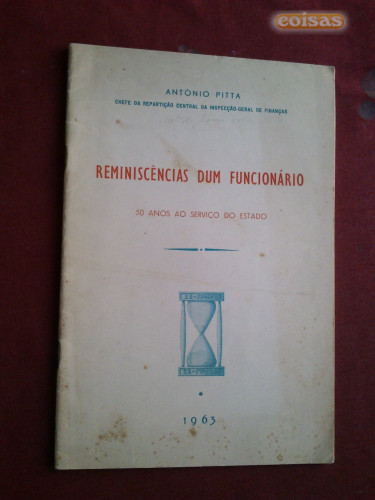 coisas
ANTÓNIO PITTA
CHEFE DA REPARTIÇÃO CENTRAL DA INSPECÇÃO-GERAL DE FINANÇAS
REMINISCÊNCIAS DUM FUNCIONÁRIO
50 ANOS AO SERVIÇO DO ESTADO
1963